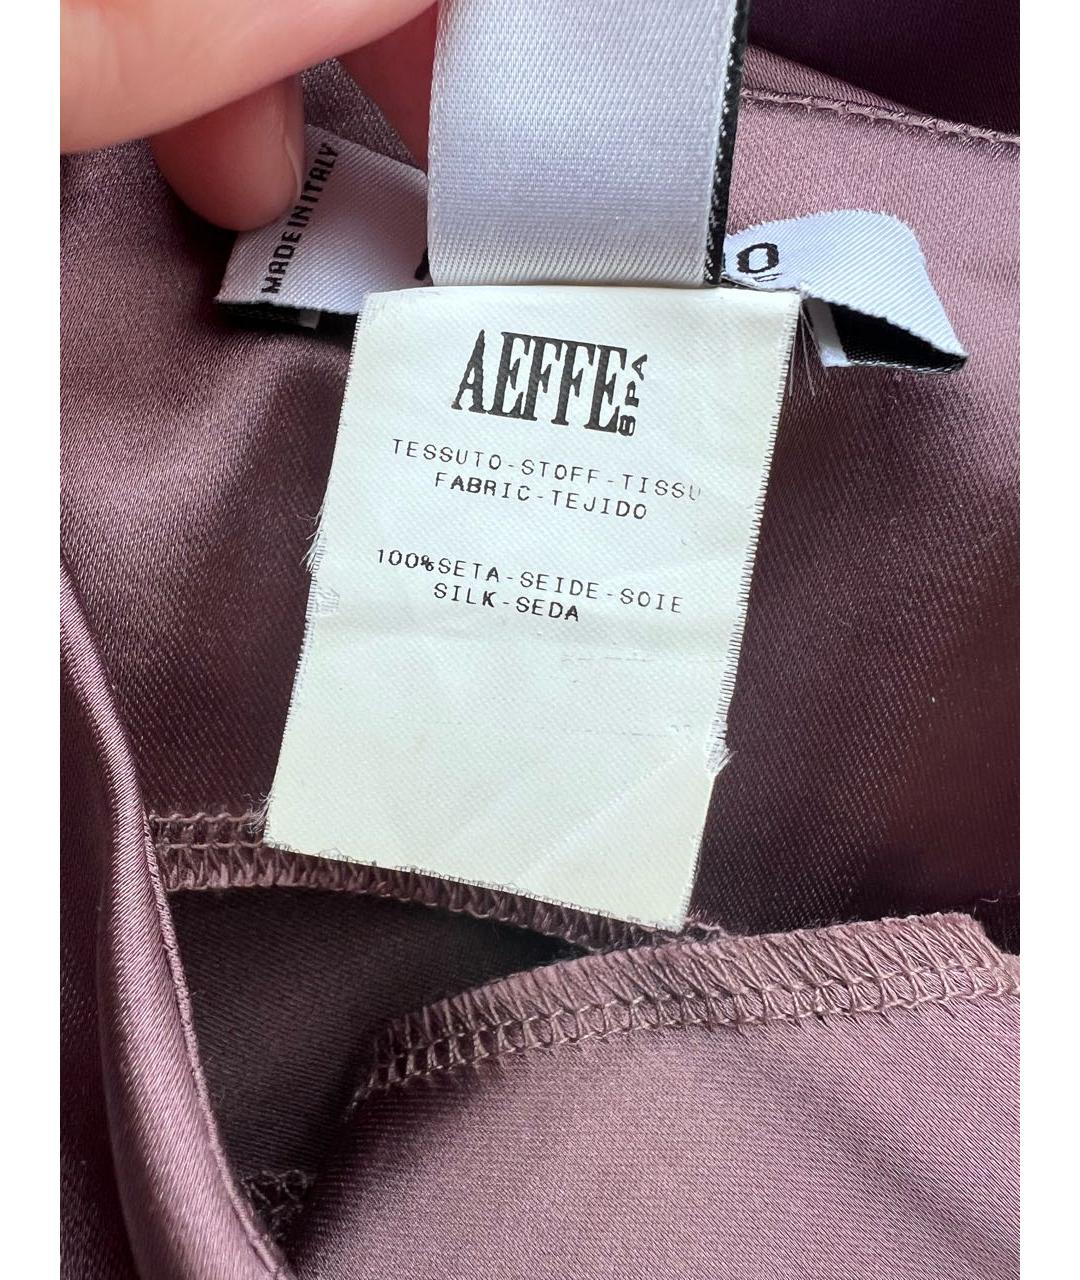 MADE IN ITALY
O
AEFFE SPA
TESSUTO-STOFF-TISSU
FABRIC-TEJIDO
100%SETA-SEIDE-SOIE
SILK-SEDA